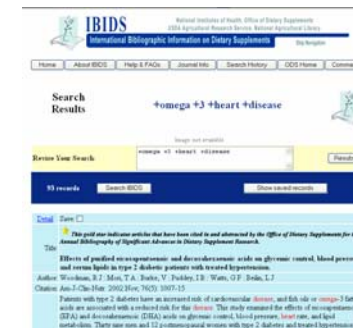 IBIDS
National Institutes of Health, Office of Dietary Supplements
USDA Agricultural Research Service, National Agricultural Library
International Bibliographic Information on Dietary Supplements
Skip Navigation
Home About IBIDS Help & FAQs Journal Info Search History ODS Home
Search
Results
+omega +3 +heart +disease
Image not available
Revise Your Search
+omega +3 +heart +disease
93 records Search IBIDS Show saved records
Detail Save
This gold star indicates articles that have been cited in and abstracted by the Office of Dietary Supplements for
Annual Bibliography of Significant Advances in Dietary Supplement Research.
Title
Effects of purified eicosapentaenoic and docosahexaenoic acids on glycemic control, blood
and serum lipids in type 2 diabetic patients with treated hypertension.
Author Woodman, R J : Mori, T A : Burke, V : Puddey, I B : Watts, G F : Beilin, L J
Citation Am-J-Clin-Nutr. 2002 Nov; 76(5): 1007-15
Patients with type 2 diabetes have an increased risk of cardiovascular disease, and fish oils or omega-3
acids are associated with a reduced risk for this disease. This study examined the effects of
(EPA) and docosahexaenoic (DHA) acids on glycemic control, blood pressure, heart rate, and lipid
metabolism. Thirty nine men and 12 postmenopausal women with type 2 diabetes and treated